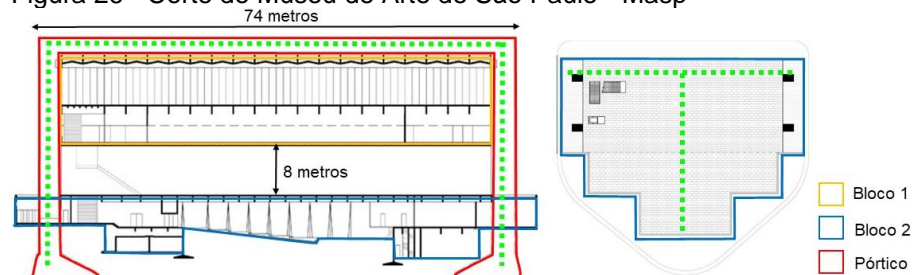 Figura 26 - Corte do Museu de Arte de São Paulo - Masp
74 metros
8 metros
Bloco 1
Bloco 2
Pórtico